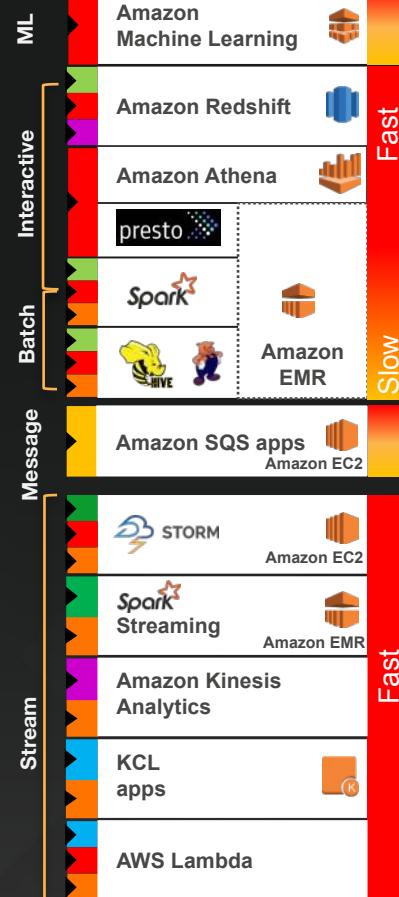 ML
Amazon
Machine Learning
Interactive
Amazon Redshift
Fast
Amazon Athena
presto
Batch
Spark
HIVE
Amazon
EMR
Slow
Message
Amazon SQS apps
Amazon EC2
Stream
STORM
Amazon EC2
Spark
Streaming
Amazon EMR
Fast
Amazon Kinesis
Analytics
KCL
apps
K
AWS Lambda